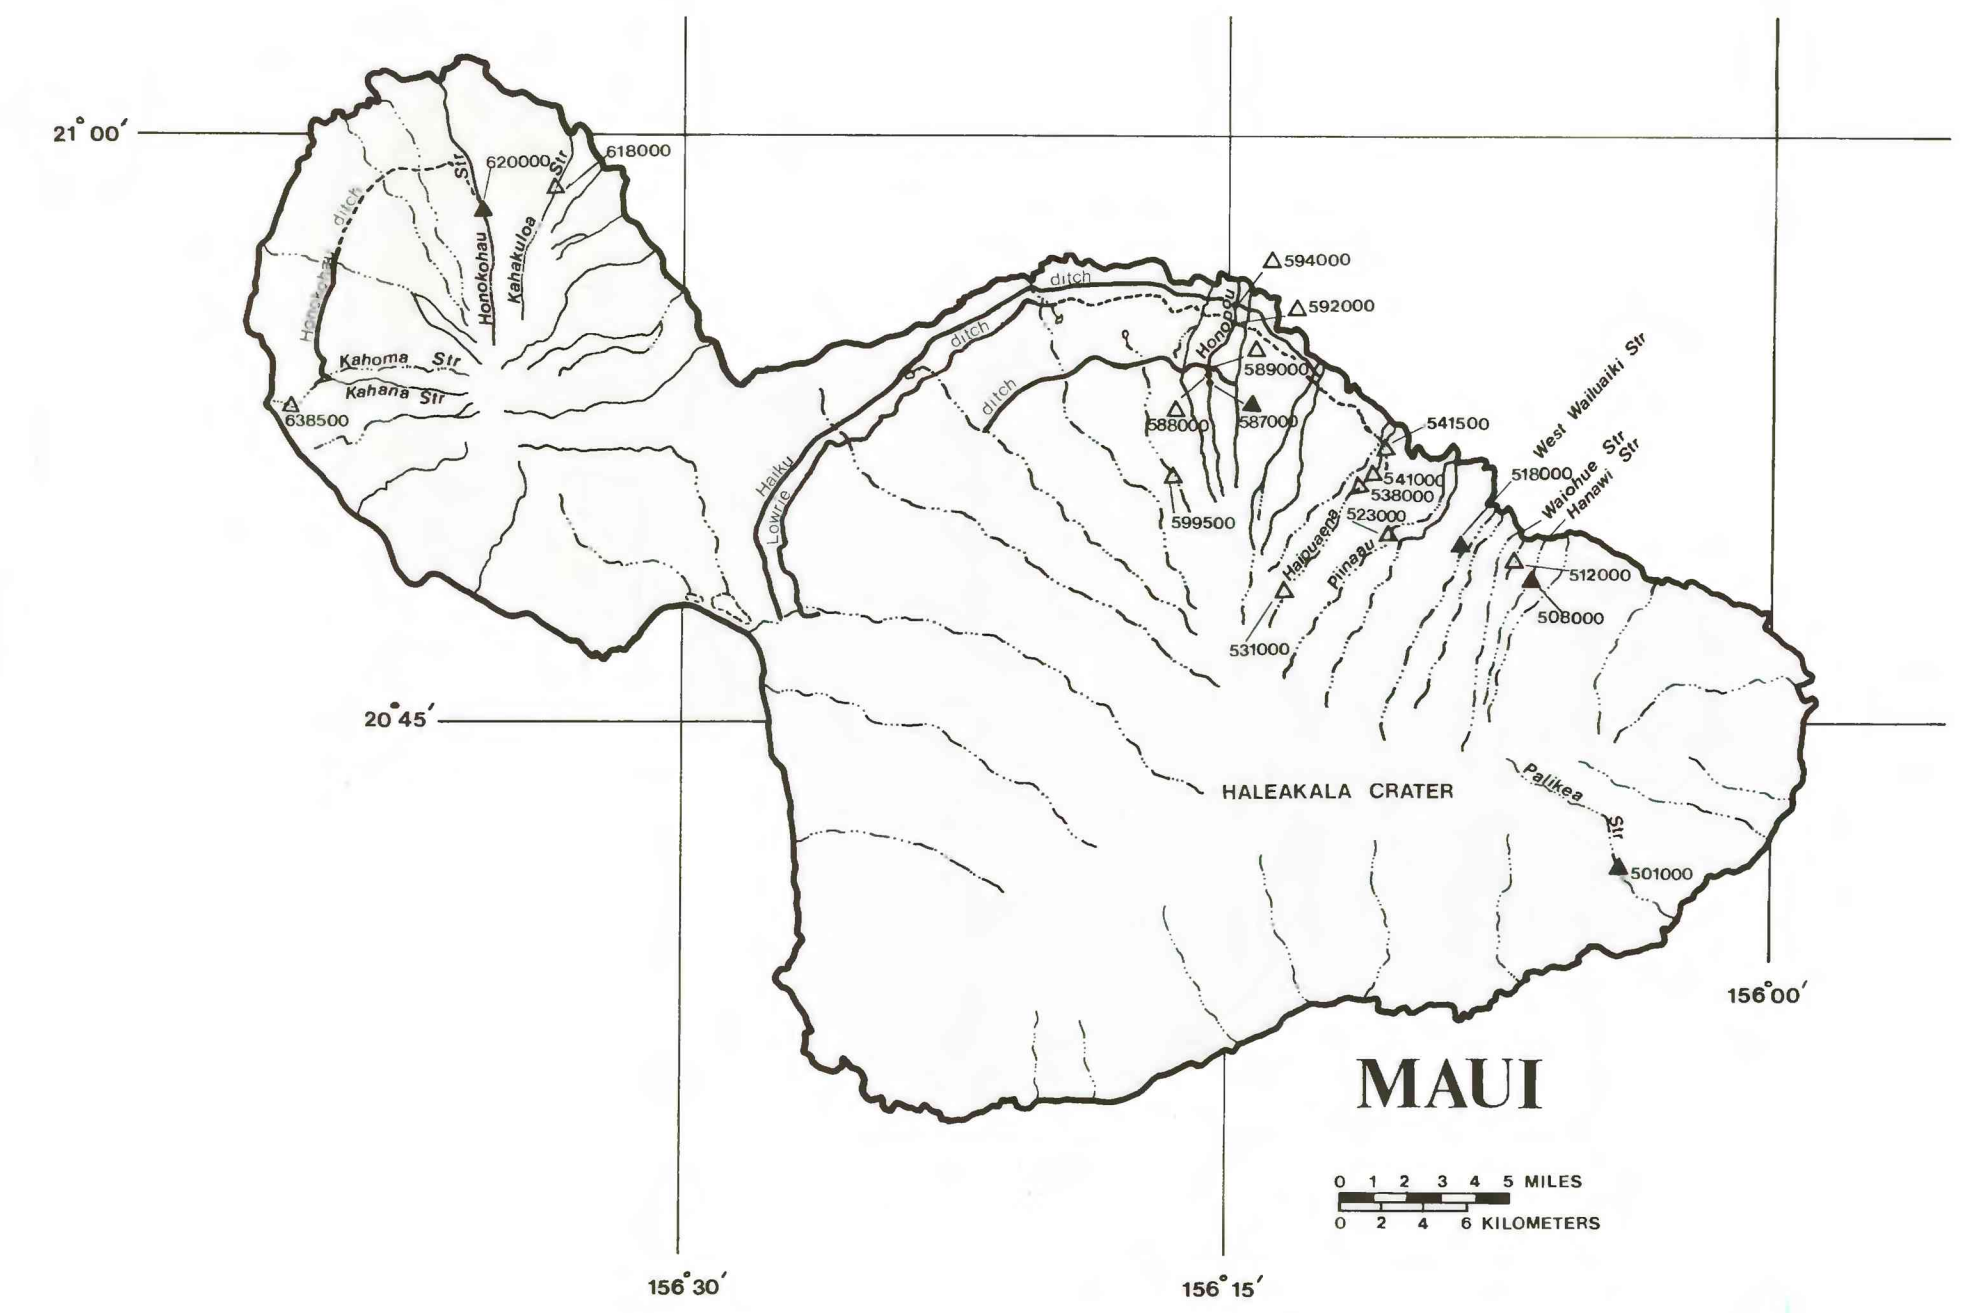 21°00′
620000
Str
618000
Str
Honokohau ditch
Honokohau
Kahakuloa
Kahoma Str
Kahana Str
638500
594000
592000
ditch
ditch
ditch
Honopou
589000
588000
587000
599500
Haiku
Lowrie
541500
541000
538000
523000
518000
West Wailuaiki Str
Waiohue Str
Hanawi Str
512000
508000
Haipuaena
Piinaau
531000
20°45′
HALEAKALA CRATER
Palikea
Str
501000
156°00′
MAUI
0 1 2 3 4 5 MILES
0 2 4 6 KILOMETERS
156°30′
156°15′